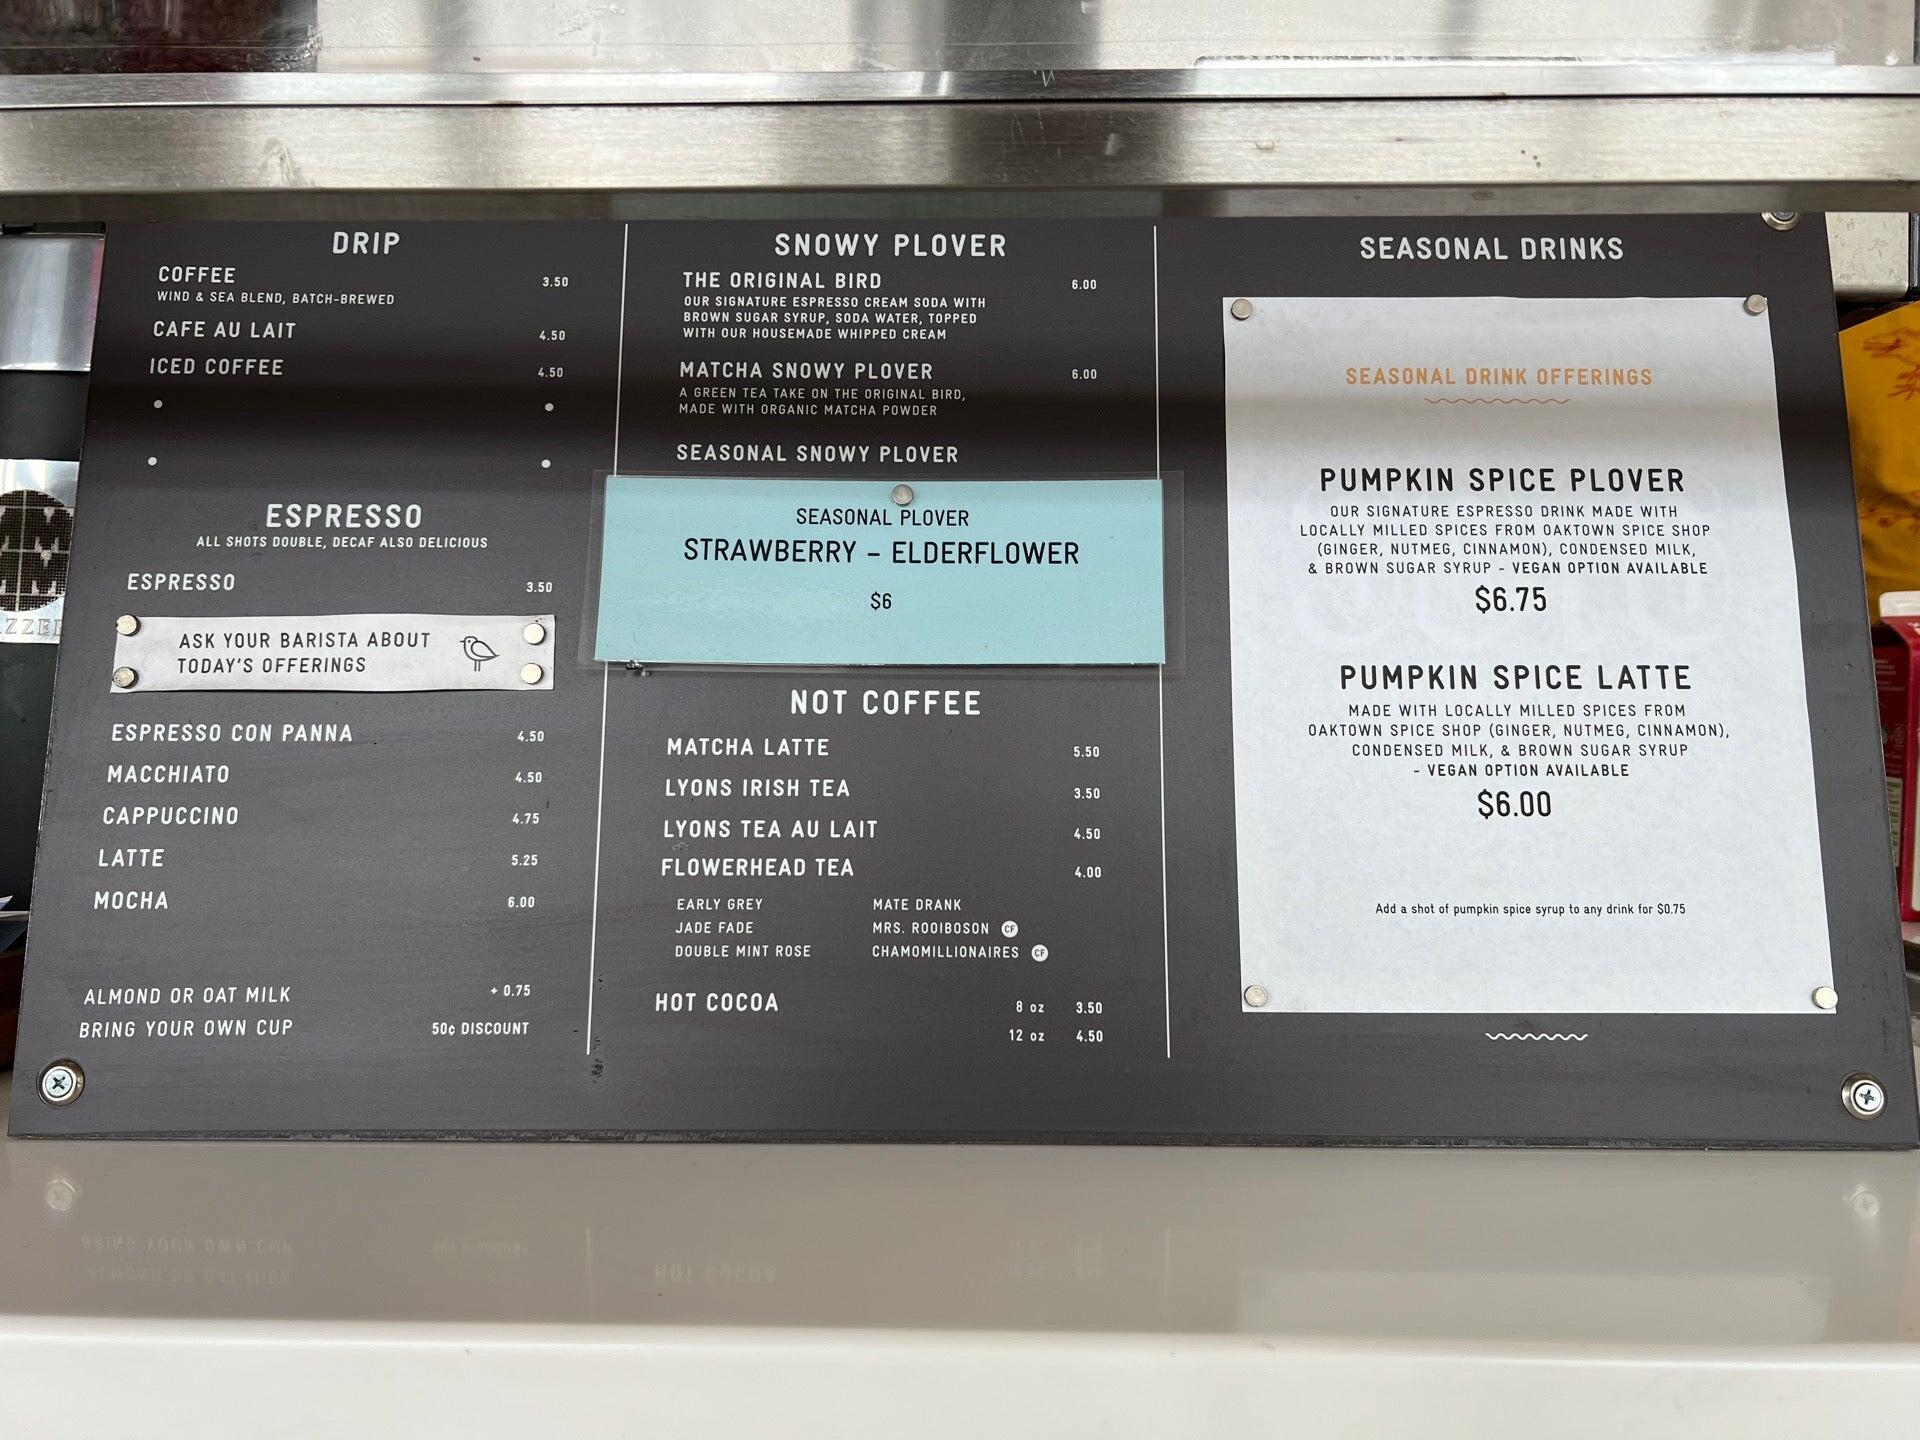 DRIP
COFFEE 3.50
WIND & SEA BLEND, BATCH-BREWED
CAFE AU LAIT 4.50
ICED COFFEE 4.50
ESPRESSO
ALL SHOTS DOUBLE, DECAF ALSO DELICIOUS
ESPRESSO 3.50
ASK YOUR BARISTA ABOUT
TODAY'S OFFERINGS
ESPRESSO CON PANNA 4.50
MACCHIATO 4.50
CAPPUCCINO 4.75
LATTE 5.25
MOCHA 6.00
ALMOND OR OAT MILK + 0.75
BRING YOUR OWN CUP 50¢ DISCOUNT
SNOWY PLOVER
THE ORIGINAL BIRD 6.00
OUR SIGNATURE ESPRESSO CREAM SODA WITH
BROWN SUGAR SYRUP, SODA WATER, TOPPED
WITH OUR HOUSEMADE WHIPPED CREAM
MATCHA SNOWY PLOVER 6.00
A GREEN TEA TAKE ON THE ORIGINAL BIRD,
MADE WITH ORGANIC MATCHA POWDER
SEASONAL SNOWY PLOVER
SEASONAL PLOVER
STRAWBERRY - ELDERFLOWER
$6
NOT COFFEE
MATCHA LATTE 5.50
LYONS IRISH TEA 3.50
LYONS TEA AU LAIT 4.50
FLOWERHEAD TEA 4.00
EARLY GREY MATE DRANK
JADE FADE MRS. ROOIBOSON CF
DOUBLE MINT ROSE CHAMOMILLIONAIRES CF
HOT COCOA 8 oz 3.50
12 oz 4.50
SEASONAL DRINKS
SEASONAL DRINK OFFERINGS
PUMPKIN SPICE PLOVER
OUR SIGNATURE ESPRESSO DRINK MADE WITH
LOCALLY MILLED SPICES FROM OAKTOWN SPICE SHOP
(GINGER, NUTMEG, CINNAMON), CONDENSED MILK,
& BROWN SUGAR SYRUP - VEGAN OPTION AVAILABLE
$6.75
PUMPKIN SPICE LATTE
MADE WITH LOCALLY MILLED SPICES FROM
OAKTOWN SPICE SHOP (GINGER, NUTMEG, CINNAMON),
CONDENSED MILK, & BROWN SUGAR SYRUP
- VEGAN OPTION AVAILABLE
$6.00
Add a shot of pumpkin spice syrup to any drink for $0.75